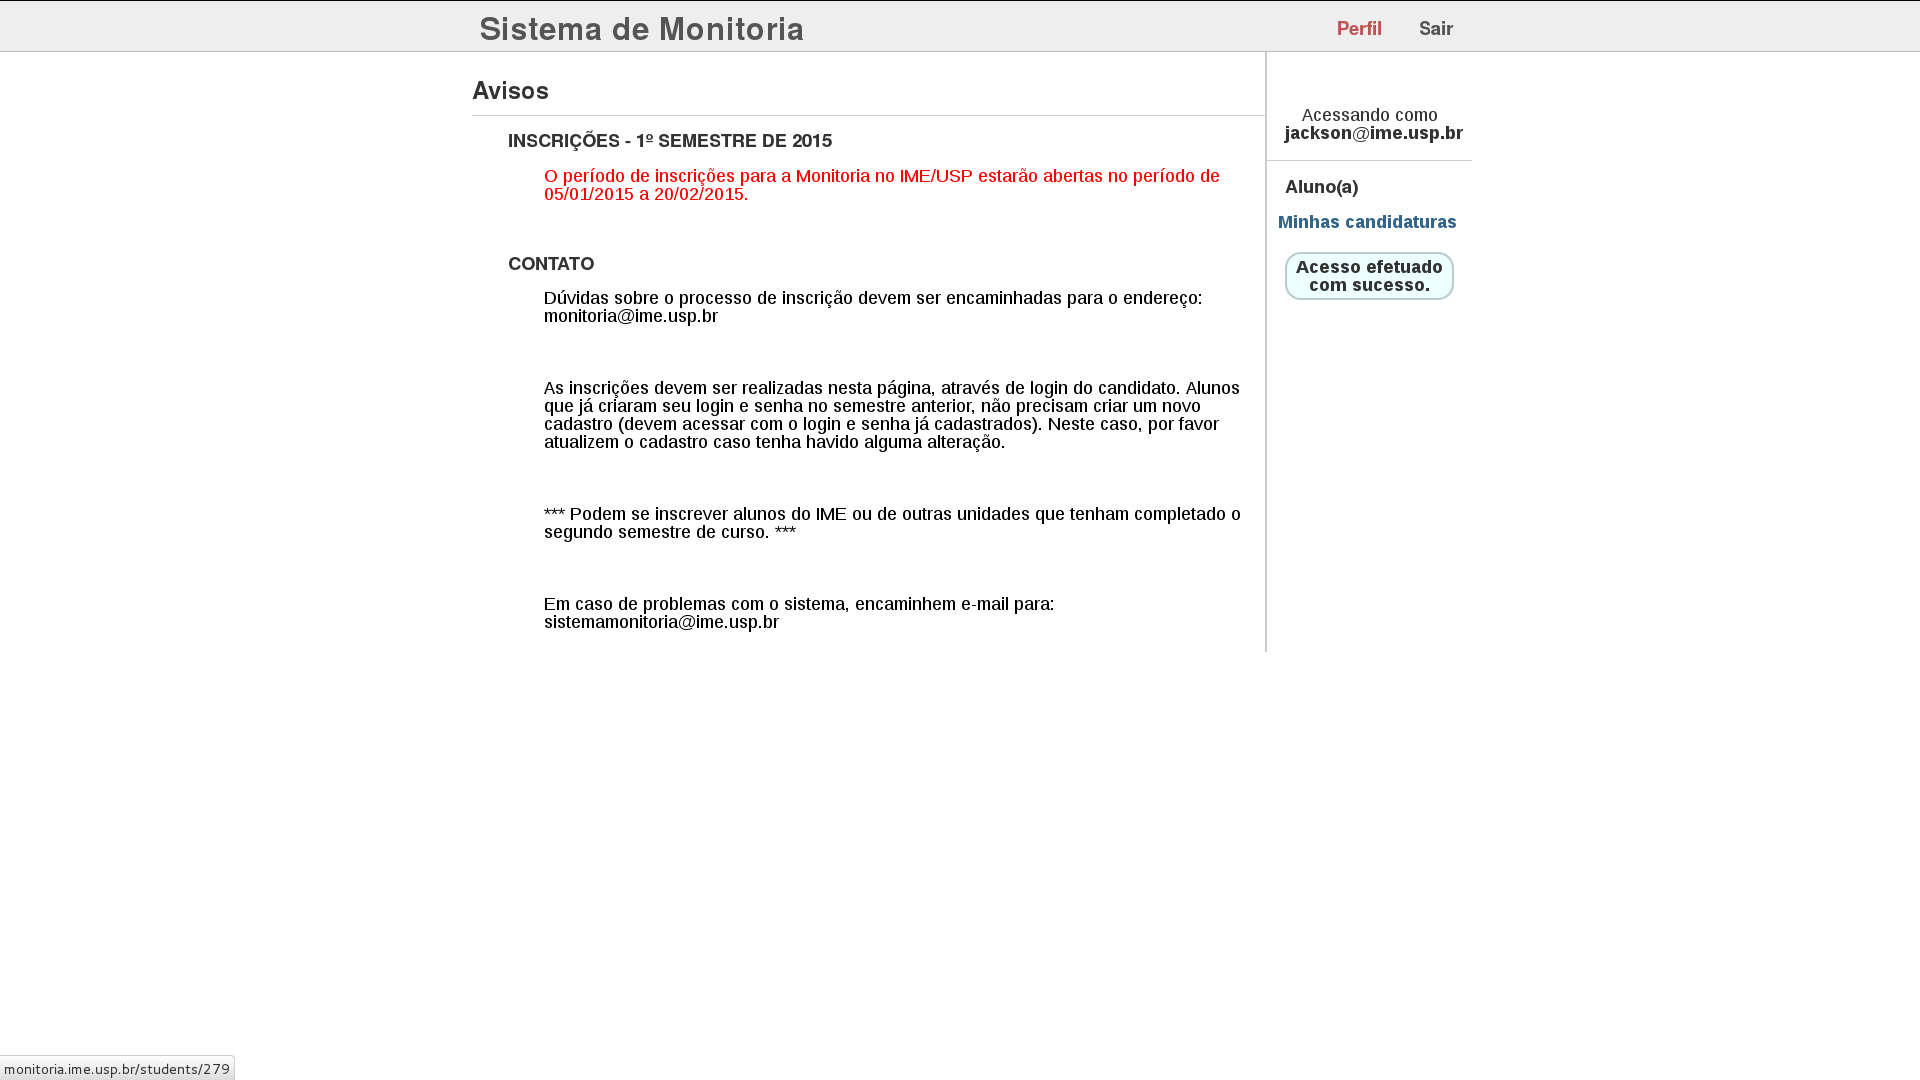 Sistema de Monitoria
Perfil
Sair
Avisos
INSCRIÇÕES - 1º SEMESTRE DE 2015
O período de inscrições para a Monitoria no IME/USP estarão abertas no período de
05/01/2015 a 20/02/2015.
CONTATO
Dúvidas sobre o processo de inscrição devem ser encaminhadas para o endereço:
monitoria@ime.usp.br
As inscrições devem ser realizadas nesta página, através de login do candidato. Alunos
que já criaram seu login e senha no semestre anterior, não precisam criar um novo
cadastro (devem acessar com o login e senha já cadastrados). Neste caso, por favor
atualizem o cadastro caso tenha havido alguma alteração.
*** Podem se inscrever alunos do IME ou de outras unidades que tenham completado o
segundo semestre de curso. ***
Em caso de problemas com o sistema, encaminhem e-mail para:
sistemamonitoria@ime.usp.br
Acessando como
jackson@ime.usp.br
Aluno(a)
Minhas candidaturas
Acesso efetuado
com sucesso.
monitoria.ime.usp.br/students/279